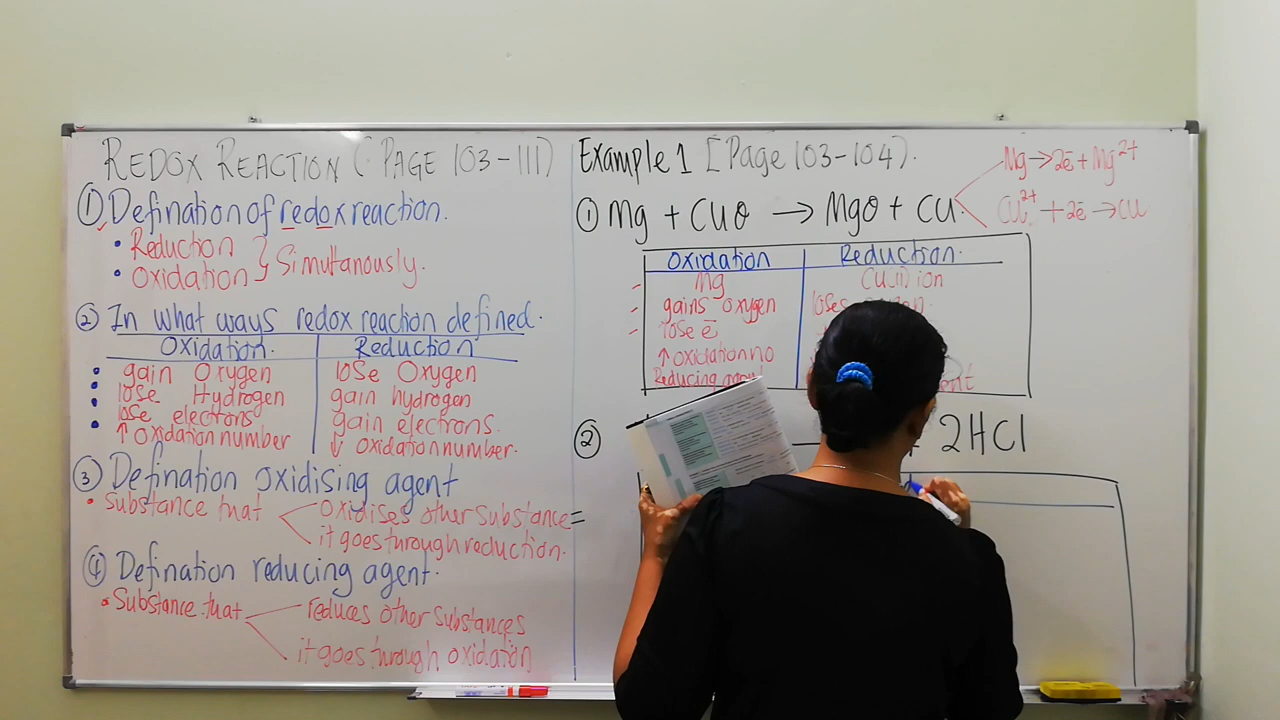 REDOX REACTION (PAGE 103-111)
① Defination of redox reaction.
• Reduction
• Oxidation } Simutanously.
② In what ways redox reaction defined.
Oxidation. Reduction
• gain Oxygen lose Oxygen
• lose Hydrogen gain hydrogen
• lose electrons gain electrons.
• ↑ Oxidation number ↓ Oxidation number.
③ Defination oxidising agent
• Substance that oxidises other substance =
it goes through reduction.
④ Defination reducing agent.
• Substance that reduces other substances
it goes through oxidation
Example 1 [Page 103-104).
① Mg + CuO → MgO + Cu.
Mg → 2ē + Mg2+
Cu2+ + 2ē → Cu
Oxidation Reduction.
Mg Cu(II) ion
gains oxygen loses
lose ē
↑ oxidation no
Reducing
② 2HCl